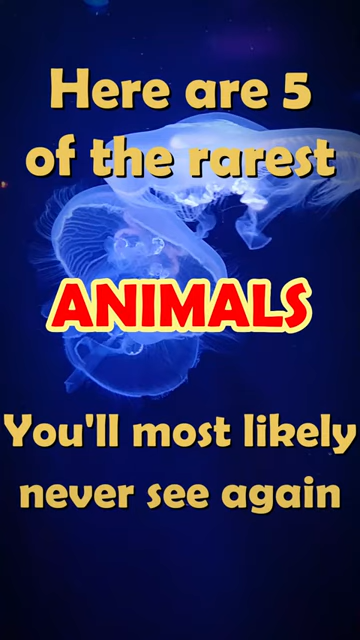 Here are 5
of the rarest
ANIMALS
You'll most likely
never see again